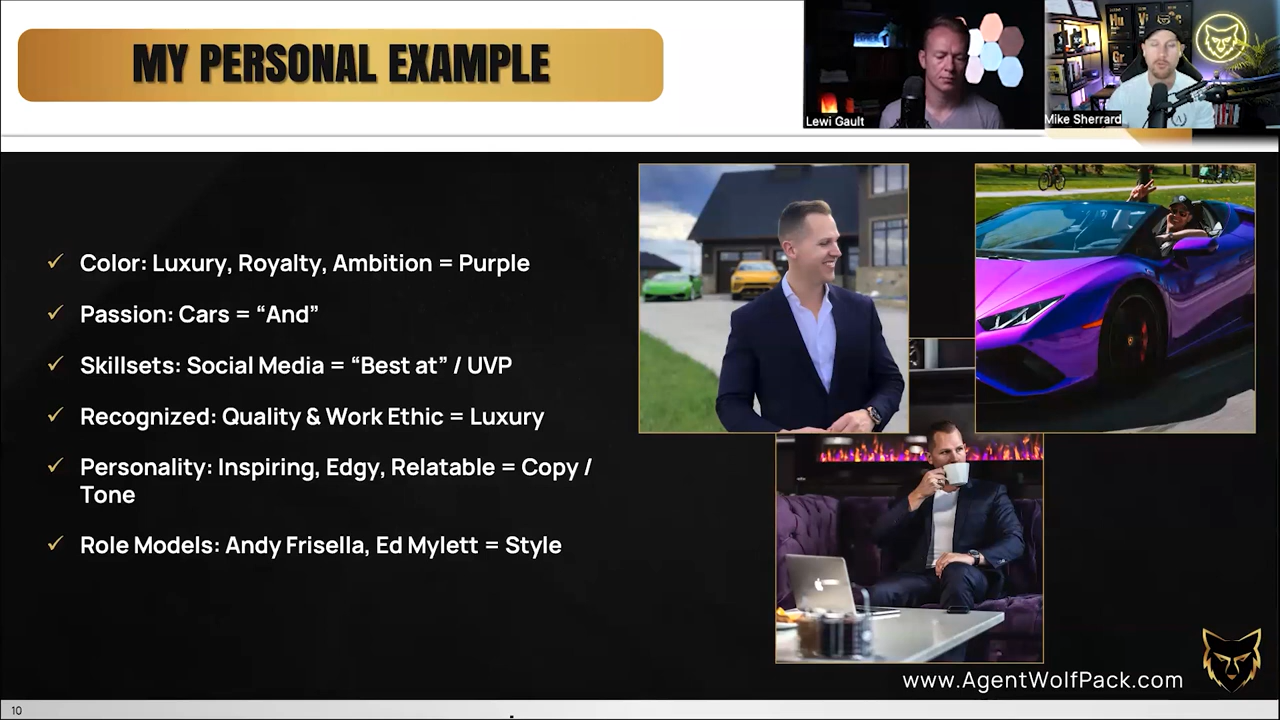 MY PERSONAL EXAMPLE
Lewi Gault
Mike Sherrard
Color: Luxury, Royalty, Ambition = Purple
Passion: Cars = “And”
Skillsets: Social Media = “Best at” / UVP
Recognized: Quality & Work Ethic = Luxury
Personality: Inspiring, Edgy, Relatable = Copy /
Tone
Role Models: Andy Frisella, Ed Mylett = Style
www.AgentWolfPack.com
10